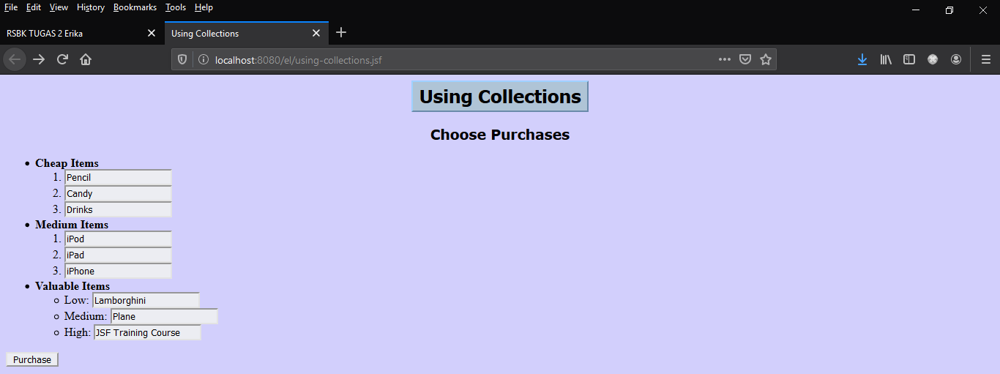 File Edit View History Bookmarks Tools Help
RSBK TUGAS 2 Erika
Using Collections
localhost:8080/el/using-collections.jsf
Using Collections
Choose Purchases
Cheap Items
1. Pencil
2. Candy
3. Drinks
Medium Items
1. iPod
2. iPad
3. iPhone
Valuable Items
Low: Lamborghini
Medium: Plane
High: JSF Training Course
Purchase